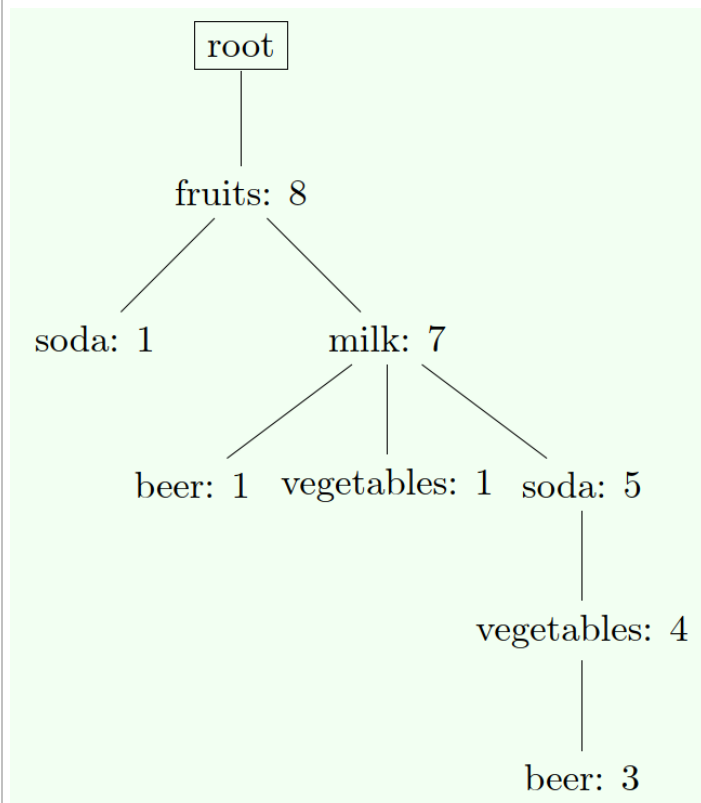 root
fruits: 8
soda: 1 milk: 7
beer: 1 vegetables: 1 soda: 5
vegetables: 4
beer: 3